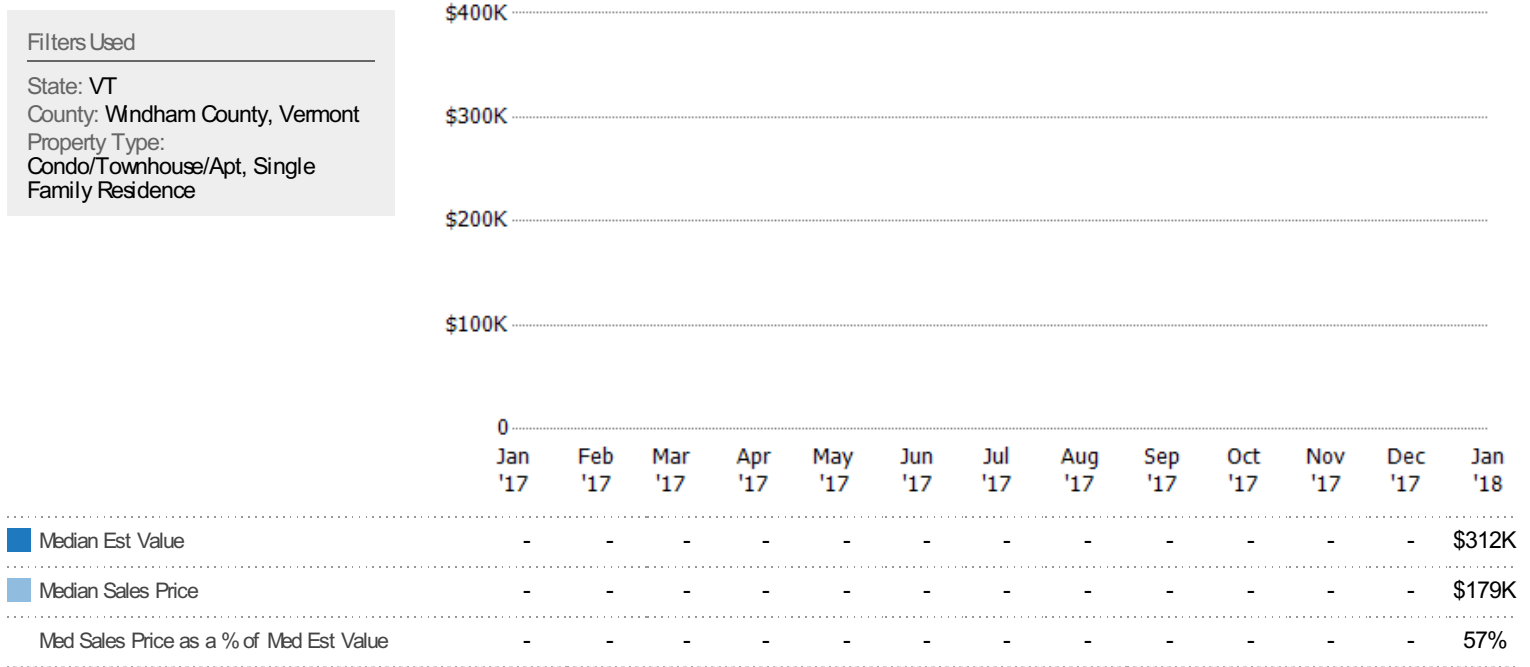 Filters Used
State: VT
County: Windham County, Vermont
Property Type:
Condo/Townhouse/Apt, Single
Family Residence
$400K
$300K
$200K
$100K
0
Jan Feb Mar Apr May Jun Jul Aug Sep Oct Nov Dec Jan
'17 '17 '17 '17 '17 '17 '17 '17 '17 '17 '17 '17 '18
Median Est Value - - - - - - - - - - - - $312K
Median Sales Price - - - - - - - - - - - - $179K
Med Sales Price as a % of Med Est Value - - - - - - - - - - - - 57%